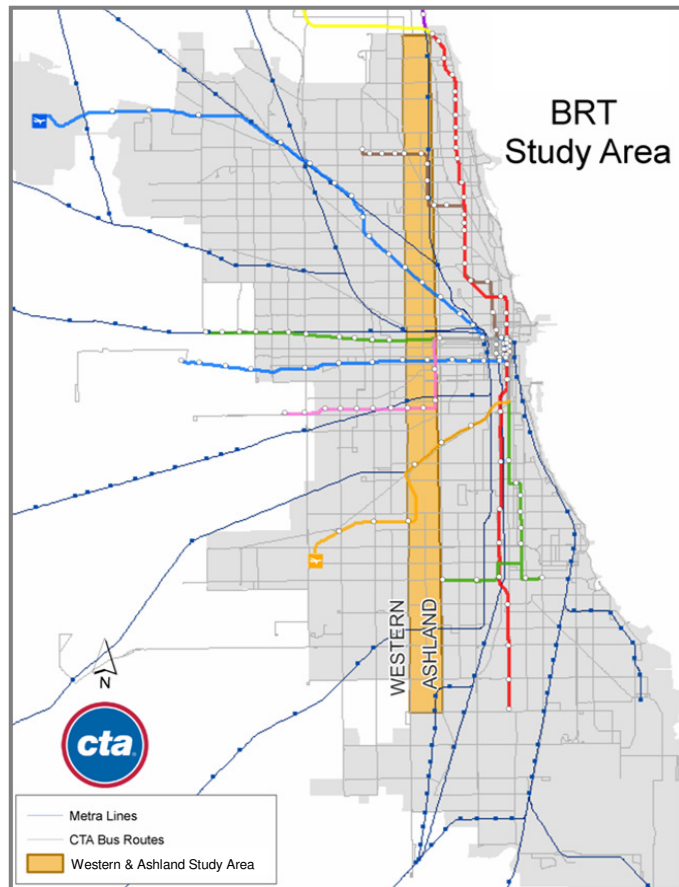 BRT
Study Area
WESTERN
ASHLAND
N
cta
Metra Lines
CTA Bus Routes
Western & Ashland Study Area